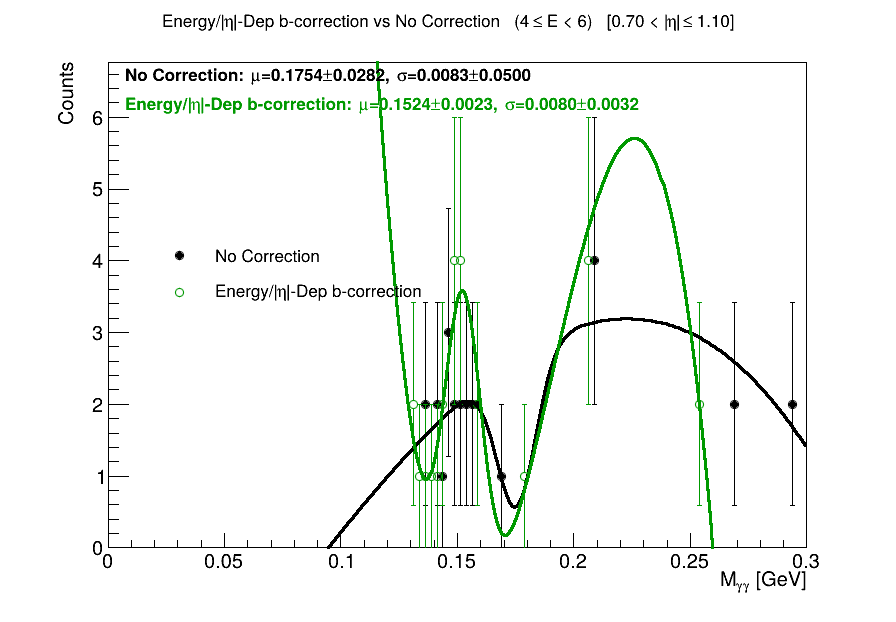 Energy/|η|-Dep b-correction vs No Correction (4 ≤ E < 6) [0.70 < |η| ≤ 1.10]
No Correction: μ=0.1754±0.0282, σ=0.0083±0.0500
Energy/|η|-Dep b-correction: μ=0.1524±0.0023, σ=0.0080±0.0032
Counts
6
5
4
3
2
1
0
No Correction
Energy/|η|-Dep b-correction
0 0.05 0.1 0.15 0.2 0.25 0.3
Mγγ [GeV]